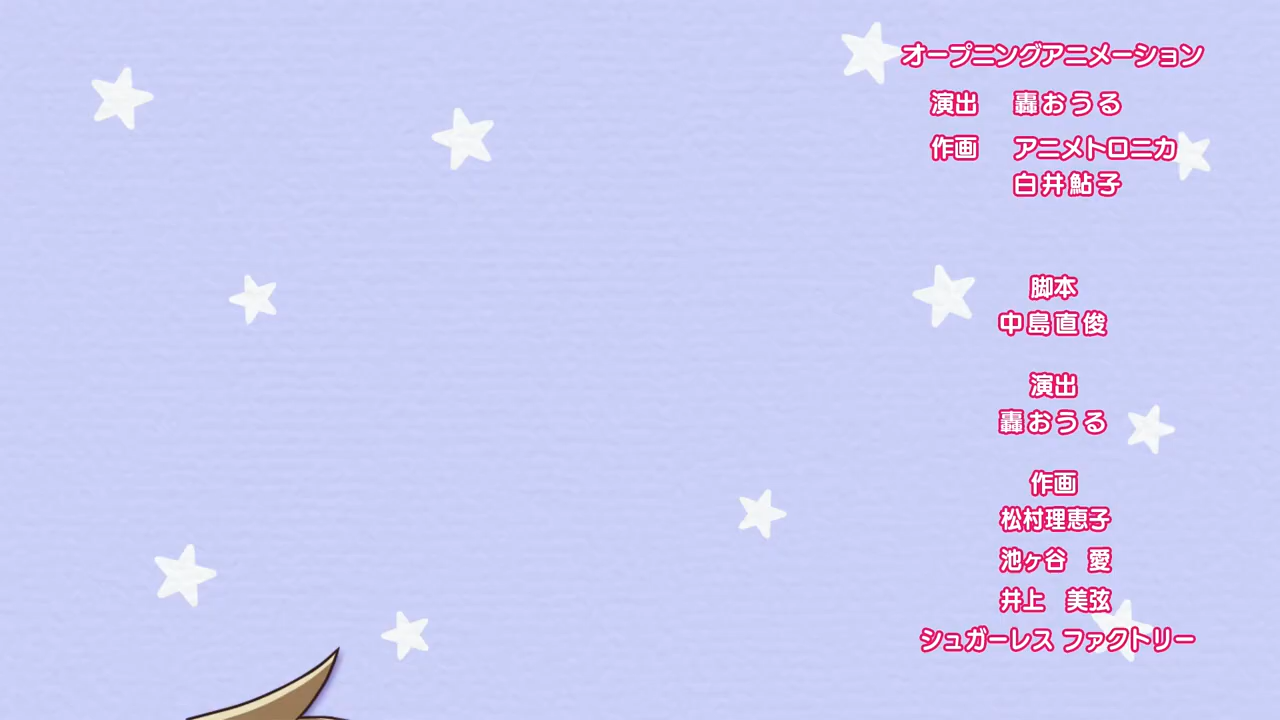 オープニングアニメーション
演出　轟おうる
作画　アニメトロニカ
白井鮎子
脚本
中島直俊
演出
轟おうる
作画
松村理恵子
池ヶ谷　愛
井上　美弦
シュガーレス ファクトリー